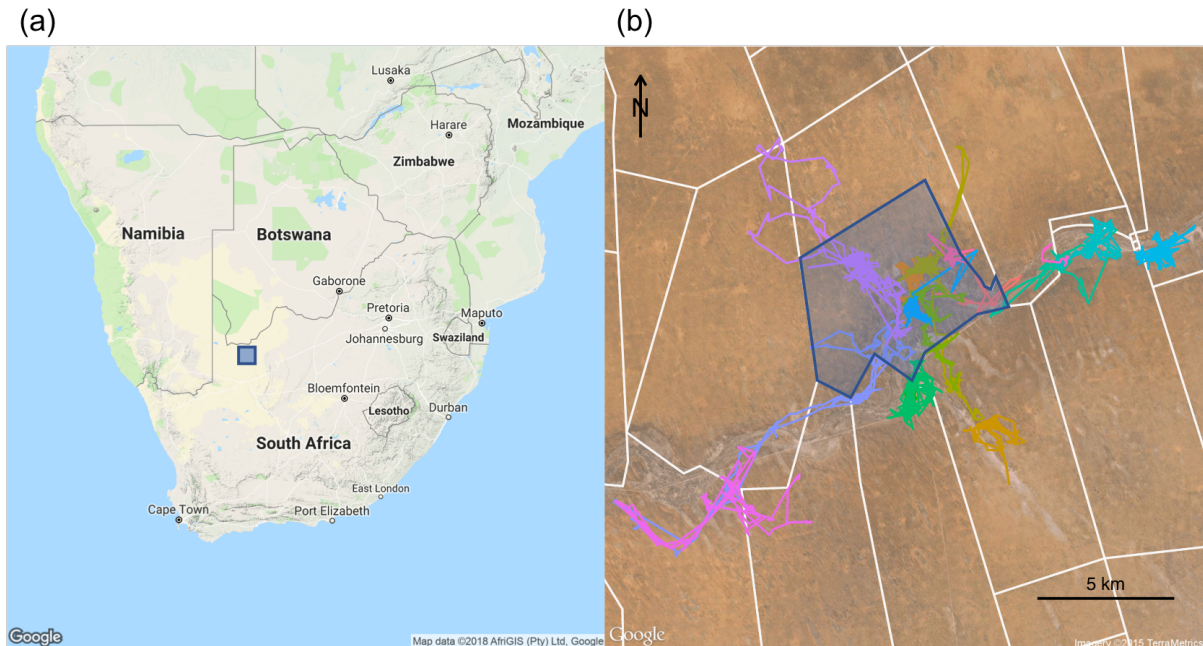 (a)
(b)
Lusaka
Harare
Mozambique
Zimbabwe
Namibia
Botswana
Gaborone
Pretoria
Johannesburg
Maputo
Swaziland
Bloemfontein
Lesotho
Durban
South Africa
East London
Cape Town
Port Elizabeth
Google
Map data ©2018 AfriGIS (Pty) Ltd, Google
N
5 km
Google
Imagery ©2015 TerraMetrics